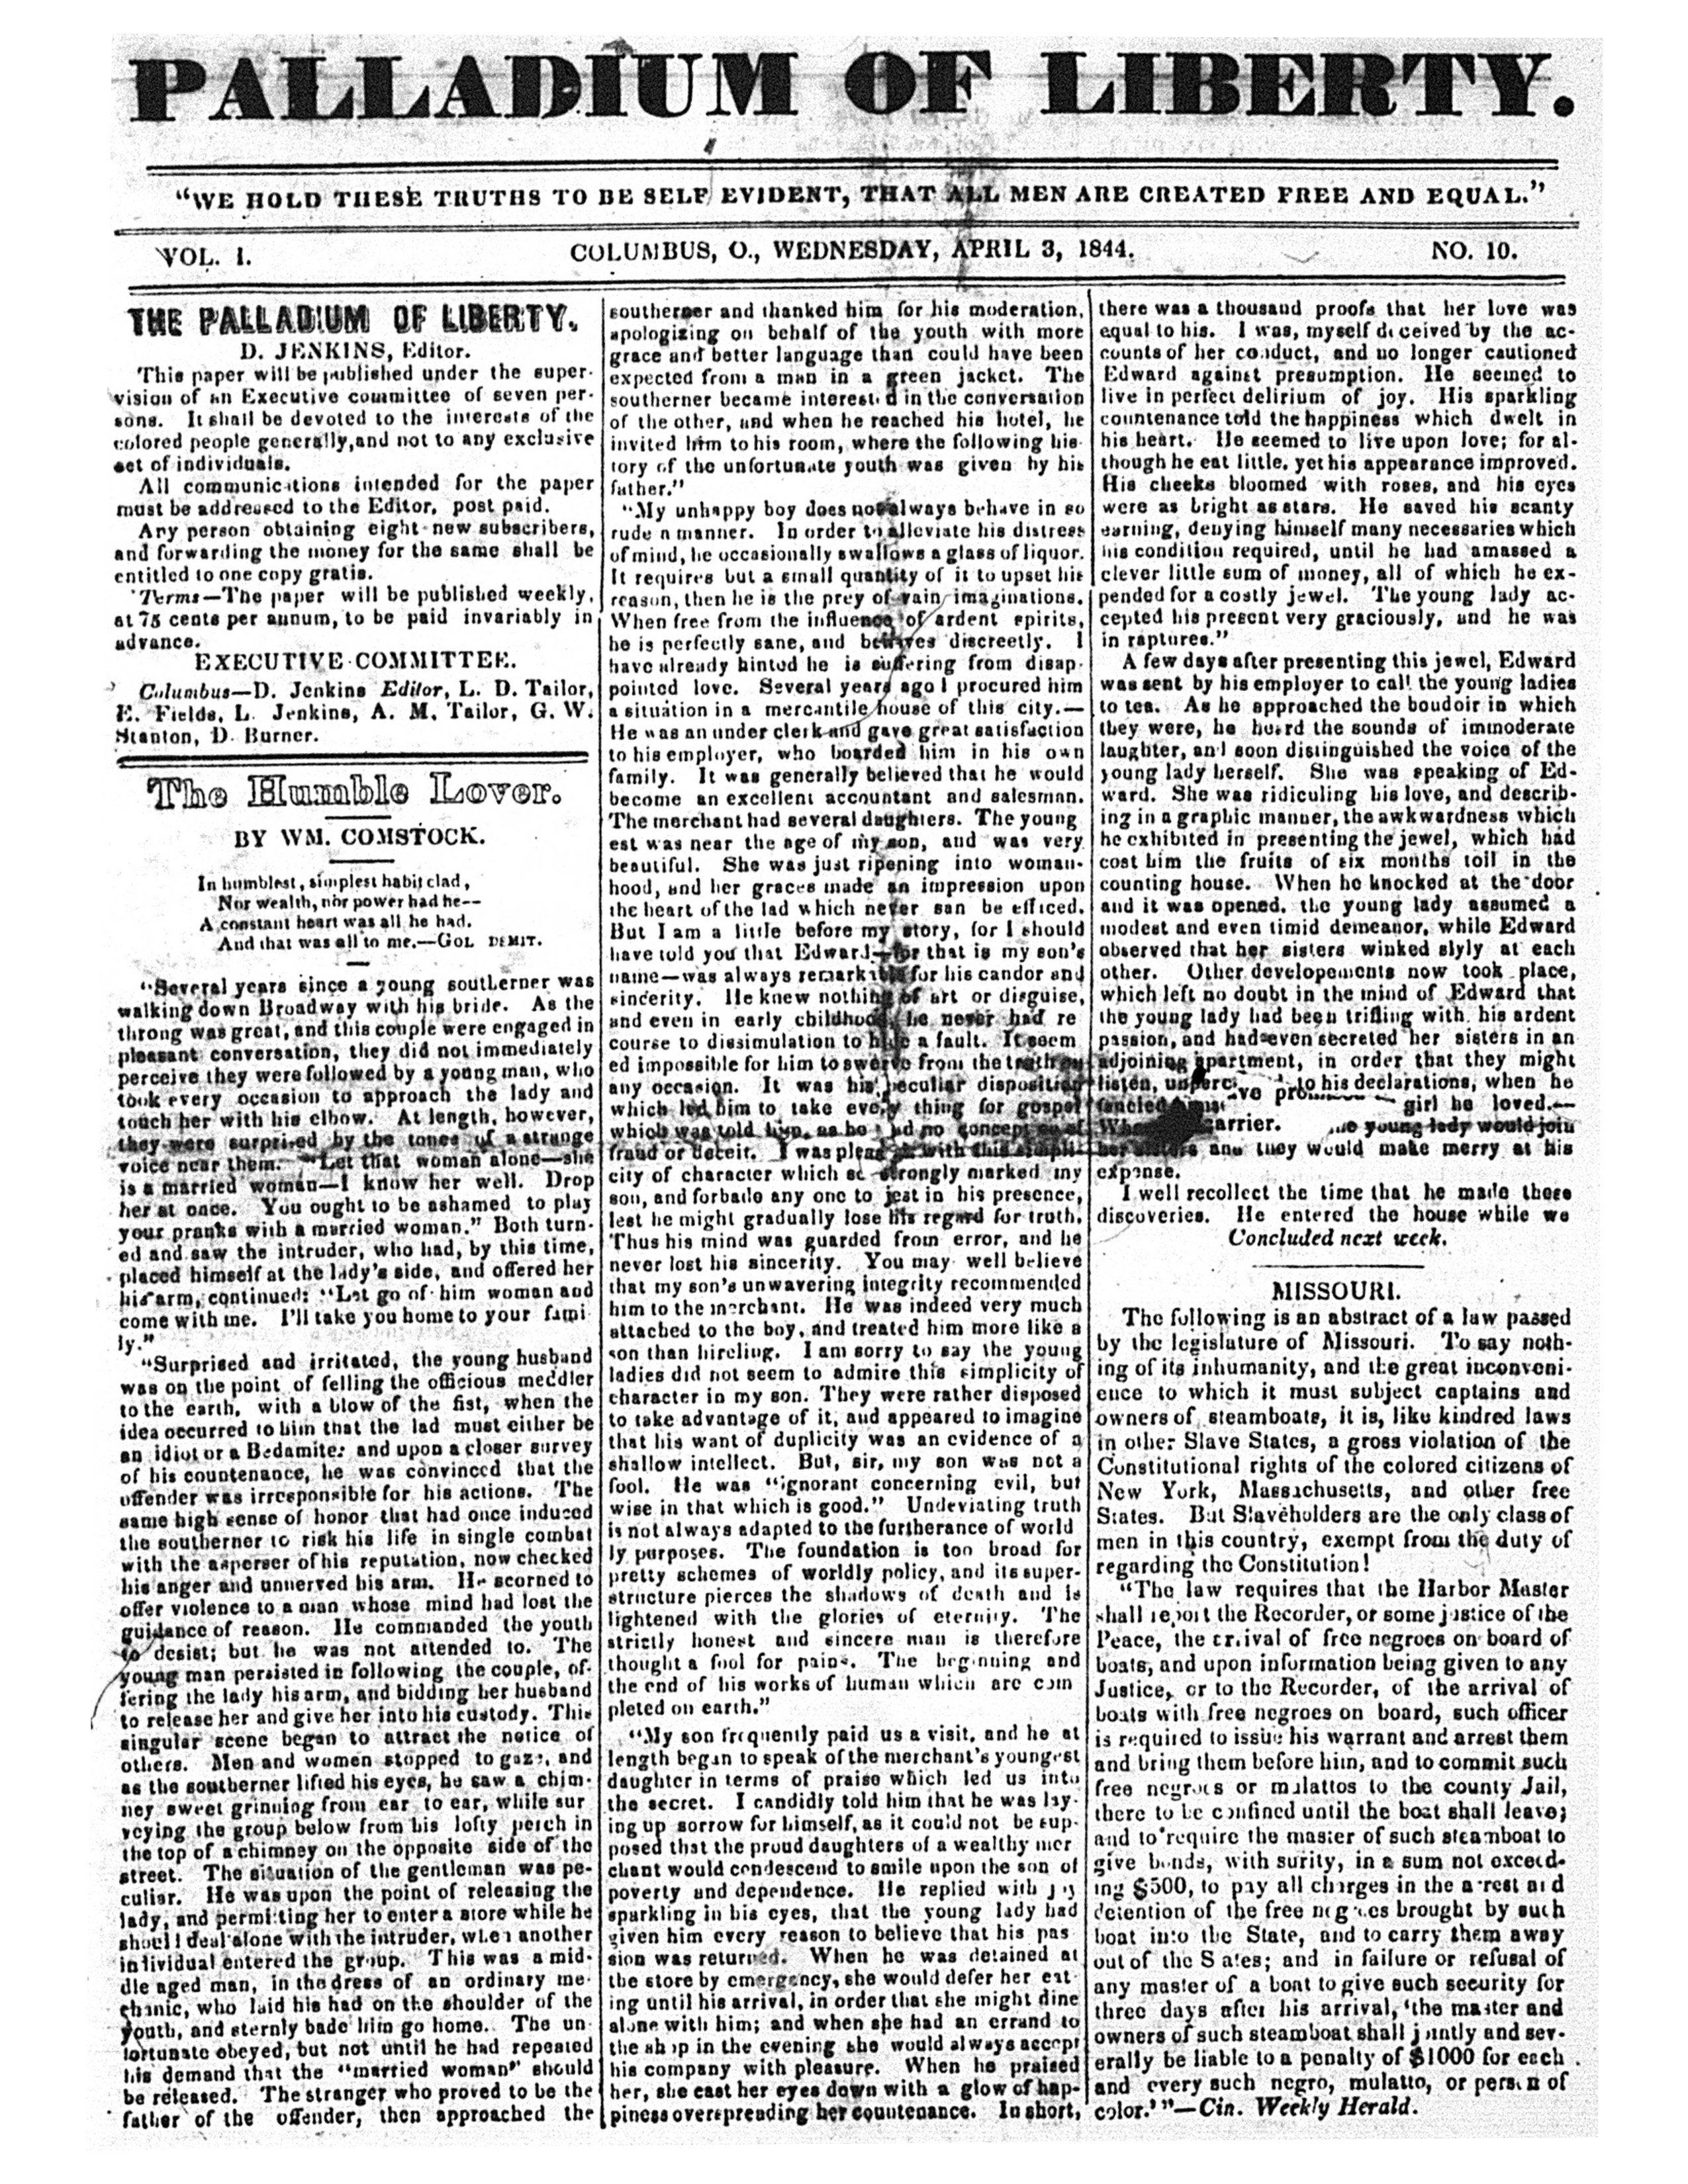 PALLADIUM OF LIBERTY.
"WE HOLD THESE TRUTHS TO BE SELF EVIDENT, THAT ALL MEN ARE CREATED FREE AND EQUAL."
VOL. I. COLUMBUS, O., WEDNESDAY, APRIL 3, 1844. NO. 10.
THE PALLADIUM OF LIBERTY.
D. JENKINS, Editor.
This paper will be published under the super-
vision of an Executive committee of seven per-
sons. It shall be devoted to the interests of the
colored people generally, and not to any exclusive
set of individuals.
All communications intended for the paper
must be addressed to the Editor, post paid.
Any person obtaining eight new subscribers,
and forwarding the money for the same shall be
entitled to one copy gratis.
Terms—The paper will be published weekly,
at 75 cents per annum, to be paid invariably in
advance.
EXECUTIVE COMMITTEE.
Columbus—D. Jenkins Editor, L. D. Tailor,
E. Fields, L. Jenkins, A. M. Tailor, G. W.
Stanton, D. Burner.
The Humble Lover.
BY WM. COMSTOCK.
In humblest, simplest habit clad,
Nor wealth, nor power had he--
A constant heart was all he had.
And that was all to me.—GOL DEMIT.
"Several years since a young southerner was
walking down Broadway with his bride. As the
throng was great, and this couple were engaged in
pleasant conversation, they did not immediately
perceive they were followed by a young man, who
took every occasion to approach the lady and
touch her with his elbow. At length, however,
they were surprised by the tones of a strange
voice near them. "Let that woman alone—she
is a married woman—I know her well. Drop
her at once. You ought to be ashamed to play
your pranks with a married woman." Both turn-
ed and saw the intruder, who had, by this time,
placed himself at the lady's side, and offered her
his arm, continued: "Let go of him woman and
come with me. I'll take you home to your fami
ly."
"Surprised and irritated, the young husband
was on the point of felling the officious meddler
to the earth, with a blow of the fist, when the
idea occurred to him that the lad must either be
an idiot or a Bedamite: and upon a closer survey
of his countenance, he was convinced that the
offender was irresponsible for his actions. The
same high sense of honor that had once induced
the southerner to risk his life in single combat
with the asperser of his reputation, now checked
his anger and unnerved his arm. He scorned to
offer violence to a man whose mind had lost the
guidance of reason. He commanded the youth
to desist; but he was not attended to. The
young man persisted in following the couple, of-
fering the lady his arm, and bidding her husband
to release her and give her into his custody. This
singular scene began to attract the notice of
others. Men and women stopped to gaze, and
as the southerner lifted his eyes, he saw a chim-
ney sweet grinning from ear to ear, while sur
veying the group below from his lofty perch in
the top of a chimney on the opposite side of the
street. The situation of the gentleman was pe-
culiar. He was upon the point of releasing the
lady, and permitting her to enter a store while he
should deal alone with the intruder, when another
individual entered the group. This was a mid-
dle aged man, in the dress of an ordinary me-
chanic, who laid his had on the shoulder of the
youth, and sternly bade him go home. The un
fortunate obeyed, but not until he had repeated
his demand that the "married woman" should
be released. The stranger who proved to be the
father of the offender, then approached the
southerner and thanked him for his moderation,
apologizing on behalf of the youth with more
grace and better language than could have been
expected from a man in a green jacket. The
southerner became interested in the conversation
of the other, and when he reached his hotel, he
invited him to his room, where the following his
tory of the unfortunate youth was given by his
father."
"My unhappy boy does not always behave in so
rude a manner. In order to alleviate his distress
of mind, he occasionally swallows a glass of liquor.
It requires but a small quantity of it to upset his
reason, then he is the prey of vain imaginations.
When free from the influence of ardent spirits,
he is perfectly sane, and behaves discreetly. I
have already hinted he is suffering from disap-
pointed love. Several years ago I procured him
a situation in a mercantile house of this city.—
He was an under clerk and gave great satisfaction
to his employer, who boarded him in his own
family. It was generally believed that he would
become an excellent accountant and salesman.
The merchant had several daughters. The young
est was near the age of my son, and was very
beautiful. She was just ripening into woman-
hood, and her graces made an impression upon
the heart of the lad which never san be efficed.
But I am a little before my story, for I should
have told you that Edward—for that is my son's
name—was always remarkable for his candor and
sincerity. He knew nothing of art or disguise,
and even in early childhood, he never had re
course to dissimulation to hide a fault. It seem
ed impossible for him to swerve from the truth on
any occasion. It was his peculiar disposition
which led him to take every thing for gospel
which was told him, as he had no concept of
fraud or deceit. I was pleased with this simpli
city of character which so strongly marked my
son, and forbade any one to jest in his presence,
lest he might gradually lose his regard for truth.
Thus his mind was guarded from error, and he
never lost his sincerity. You may well believe
that my son's unwavering integrity recommended
him to the merchant. He was indeed very much
attached to the boy, and treated him more like a
son than hireling. I am sorry to say the young
ladies did not seem to admire this simplicity of
character in my son. They were rather disposed
to take advantage of it, and appeared to imagine
that his want of duplicity was an evidence of a
shallow intellect. But, sir, my son was not a
fool. He was "ignorant concerning evil, but
wise in that which is good." Undeviating truth
is not always adapted to the furtherance of world
ly purposes. The foundation is too broad for
pretty schemes of worldly policy, and its super-
structure pierces the shadows of death and is
lightened with the glories of eternity. The
strictly honest and sincere man is therefore
thought a fool for pains. The beginning and
the end of his works of human which are com
pleted on earth."
"My son frequently paid us a visit, and he at
length began to speak of the merchant's youngest
daughter in terms of praise which led us into
the secret. I candidly told him that he was lay-
ing up sorrow for himself, as it could not be sup-
posed that the proud daughters of a wealthy mer
chant would condescend to smile upon the son of
poverty and dependence. He replied with joy
sparkling in his eyes, that the young lady had
given him every reason to believe that his pas
sion was returned. When he was detained at
the store by emergency, she would defer her eat-
ing until his arrival, in order that she might dine
alone with him; and when she had an errand to
the shop in the evening she would always accept
his company with pleasure. When he praised
her, she cast her eyes down with a glow of hap-
piness overspreading her countenance. In short,
there was a thousand proofs that her love was
equal to his. I was, myself deceived by the ac-
counts of her conduct, and no longer cautioned
Edward against presumption. He seemed to
live in perfect delirium of joy. His sparkling
countenance told the happiness which dwelt in
his heart. He seemed to live upon love; for al-
though he eat little, yet his appearance improved.
His cheeks bloomed with roses, and his eyes
were as bright as stars. He saved his scanty
earning, denying himself many necessaries which
his condition required, until he had amassed a
clever little sum of money, all of which he ex-
pended for a costly jewel. The young lady ac-
cepted his present very graciously, and he was
in raptures."
A few days after presenting this jewel, Edward
was sent by his employer to call the young ladies
to tea. As he approached the boudoir in which
they were, he heard the sounds of immoderate
laughter, and soon distinguished the voice of the
young lady herself. She was speaking of Ed-
ward. She was ridiculing his love, and describ-
ing in a graphic manner, the awkwardness which
he exhibited in presenting the jewel, which had
cost him the fruits of six months toil in the
counting house. When he knocked at the door
and it was opened, the young lady assumed a
modest and even timid demeanor, while Edward
observed that her sisters winked slyly at each
other. Other developements now took place,
which left no doubt in the mind of Edward that
the young lady had been trifling with his ardent
passion, and had even secreted her sisters in an
adjoining apartment, in order that they might
listen, to his declarations, when he
fancied girl he loved.—
young lady would join
her sisters and they would make merry at his
expense.
I well recollect the time that he made these
discoveries. He entered the house while we
Concluded next week.
MISSOURI.
The following is an abstract of a law passed
by the legislature of Missouri. To say noth-
ing of its inhumanity, and the great inconveni-
ence to which it must subject captains and
owners of steamboats, it is, like kindred laws
in other Slave States, a gross violation of the
Constitutional rights of the colored citizens of
New York, Massachusetts, and other free
States. But Slaveholders are the only class of
men in this country, exempt from the duty of
regarding the Constitution!
"The law requires that the Harbor Master
shall report the Recorder, or some justice of the
Peace, the arrival of free negroes on board of
boats, and upon information being given to any
Justice, or to the Recorder, of the arrival of
boats with free negroes on board, such officer
is required to issue his warrant and arrest them
and bring them before him, and to commit such
free negroes or mulattos to the county Jail,
there to be confined until the boat shall leave;
and to require the master of such steamboat to
give bonds, with surity, in a sum not exceed-
ing $500, to pay all charges in the arrest and
detention of the free negroes brought by such
boat into the State, and to carry them away
out of the States; and in failure or refusal of
any master of a boat to give such security for
three days after his arrival, 'the master and
owners of such steamboat shall jointly and sev-
erally be liable to a penalty of $1000 for each
and every such negro, mulatto, or person of
color.'"—Cin. Weekly Herald.